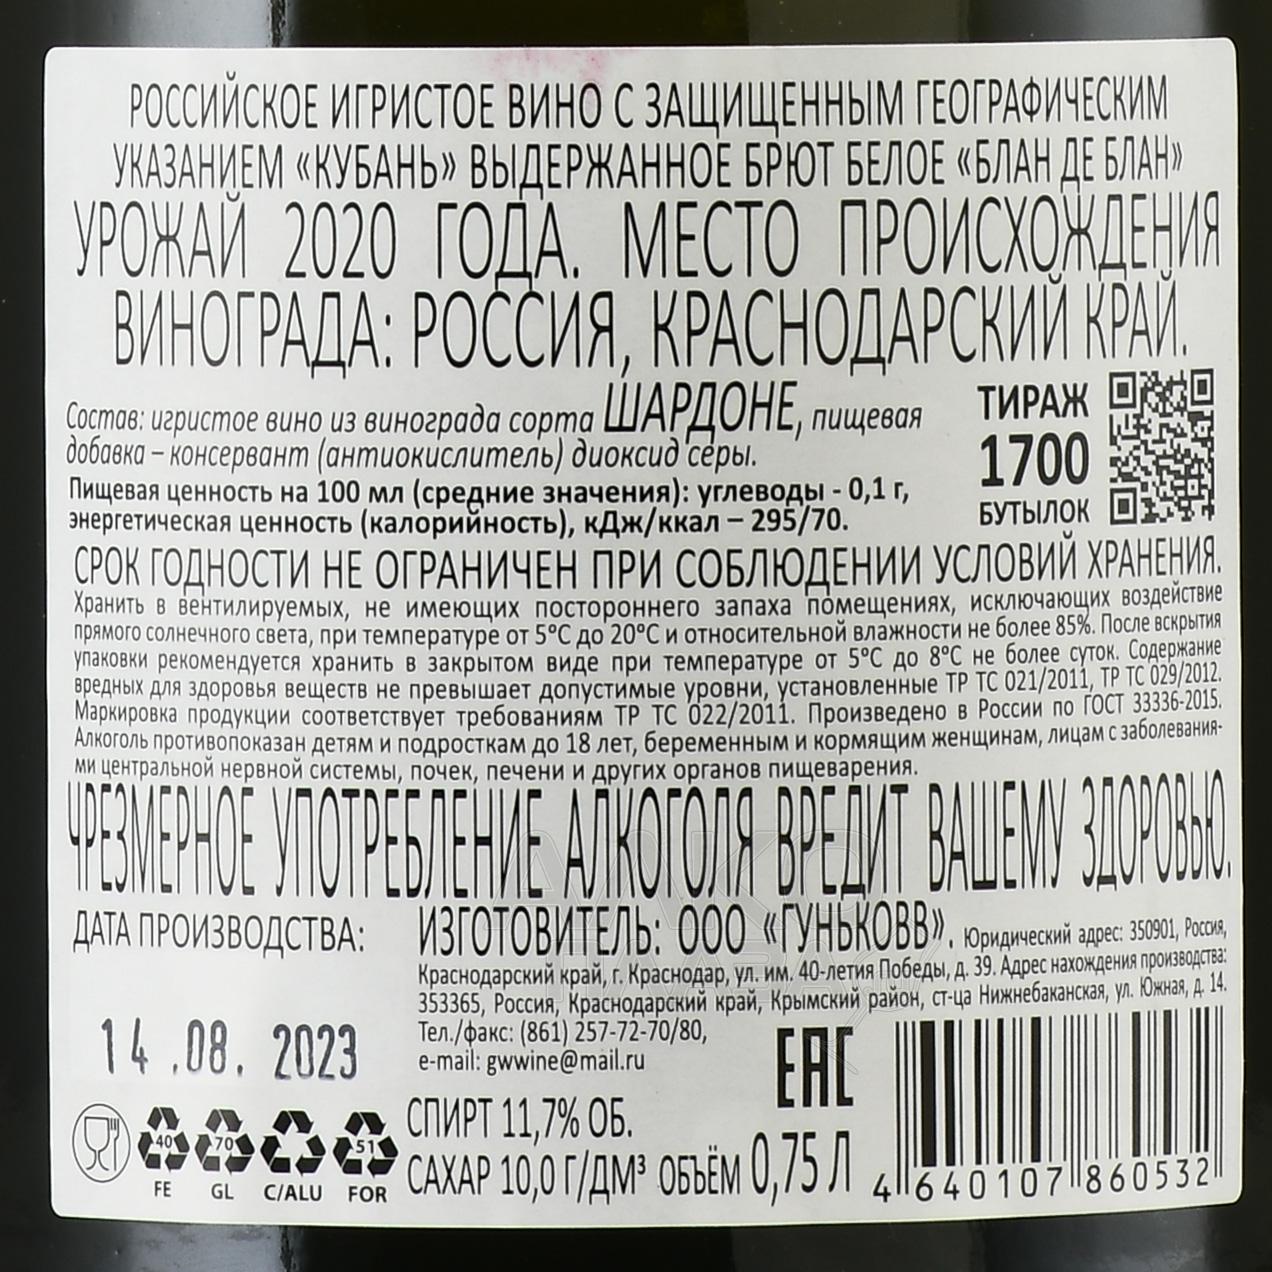 РОССИЙСКОЕ ИГРИСТОЕ ВИНО С ЗАЩИЩЕННЫМ ГЕОГРАФИЧЕСКИМ
УКАЗАНИЕМ «КУБАНЬ» ВЫДЕРЖАННОЕ БРЮТ БЕЛОЕ «БЛАН ДЕ БЛАН»
УРОЖАЙ 2020 ГОДА. МЕСТО ПРОИСХОЖДЕНИЯ
ВИНОГРАДА: РОССИЯ, КРАСНОДАРСКИЙ КРАЙ.
Состав: игристое вино из винограда сорта ШАРДОНЕ, пищевая
добавка – консервант (антиокислитель) диоксид серы.
Пищевая ценность на 100 мл (средние значения): углеводы - 0,1 г,
энергетическая ценность (калорийность), кДж/ккал – 295/70.
ТИРАЖ
1700
БУТЫЛОК
СРОК ГОДНОСТИ НЕ ОГРАНИЧЕН ПРИ СОБЛЮДЕНИИ УСЛОВИЙ ХРАНЕНИЯ.
Хранить в вентилируемых, не имеющих постороннего запаха помещениях, исключающих воздействие
прямого солнечного света, при температуре от 5°С до 20°С и относительной влажности не более 85%. После вскрытия
упаковки рекомендуется хранить в закрытом виде при температуре от 5°С до 8°С не более суток. Содержание
вредных для здоровья веществ не превышает допустимые уровни, установленные ТР ТС 021/2011, ТР ТС 029/2012.
Маркировка продукции соответствует требованиям ТР ТС 022/2011. Произведено в России по ГОСТ 33336-2015.
Алкоголь противопоказан детям и подросткам до 18 лет, беременным и кормящим женщинам, лицам с заболевания-
ми центральной нервной системы, почек, печени и других органов пищеварения.
ЧРЕЗМЕРНОЕ УПОТРЕБЛЕНИЕ АЛКОГОЛЯ ВРЕДИТ ВАШЕМУ ЗДОРОВЬЮ.
ДАТА ПРОИЗВОДСТВА:
14.08.2023
ИЗГОТОВИТЕЛЬ: ООО «ГУНЬКОВВ». Юридический адрес: 350901, Россия,
Краснодарский край, г. Краснодар, ул. им. 40-летия Победы, д. 39. Адрес нахождения производства:
353365, Россия, Краснодарский край, Крымский район, ст-ца Нижнебаканская, ул. Южная, д. 14.
Тел./факс: (861) 257-72-70/80,
e-mail: gwwine@mail.ru
EAC
40 70 51
FE GL C/ALU FOR
СПИРТ 11,7% ОБ.
САХАР 10,0 Г/ДМ³ ОБЪЁМ 0,75 Л
4 640107 860532
АЛКО
ПЛАЗА.ру